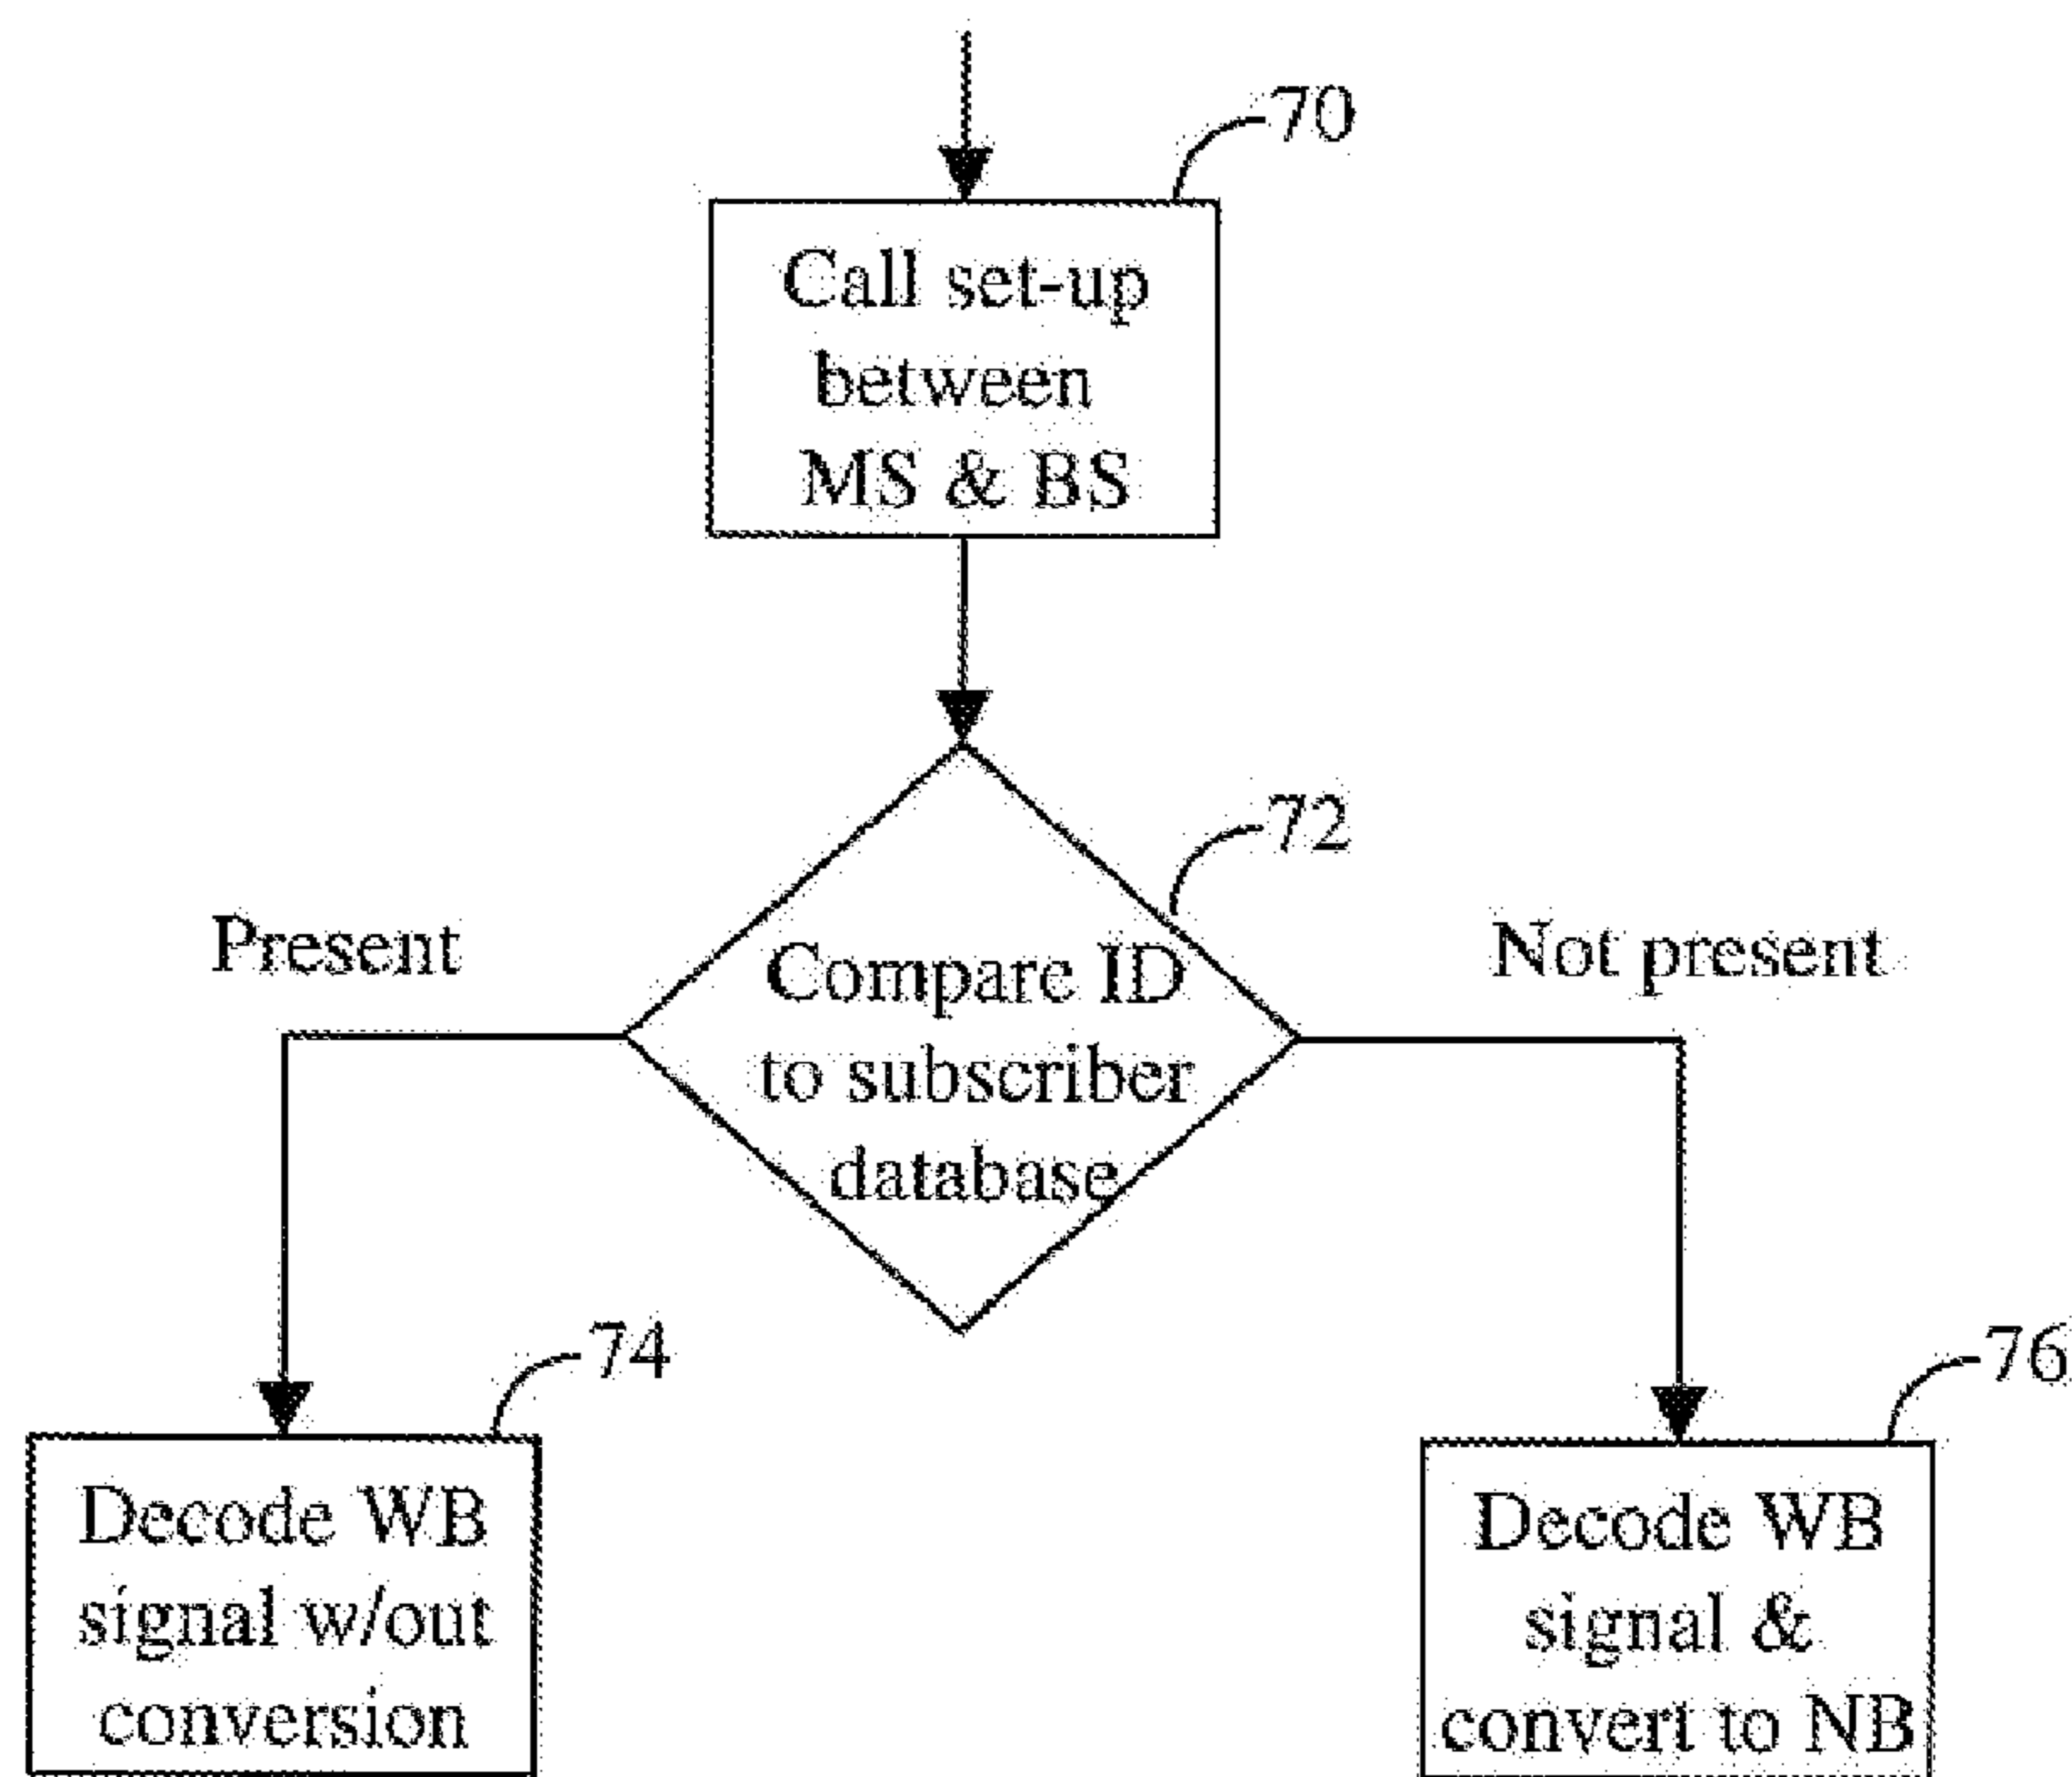 70
Call set-up
between
MS & BS
72
Present
Not present
Compare ID
to subscriber
database
74
76
Decode WB
signal w/out
conversion
Decode WB
signal &
convert to NB